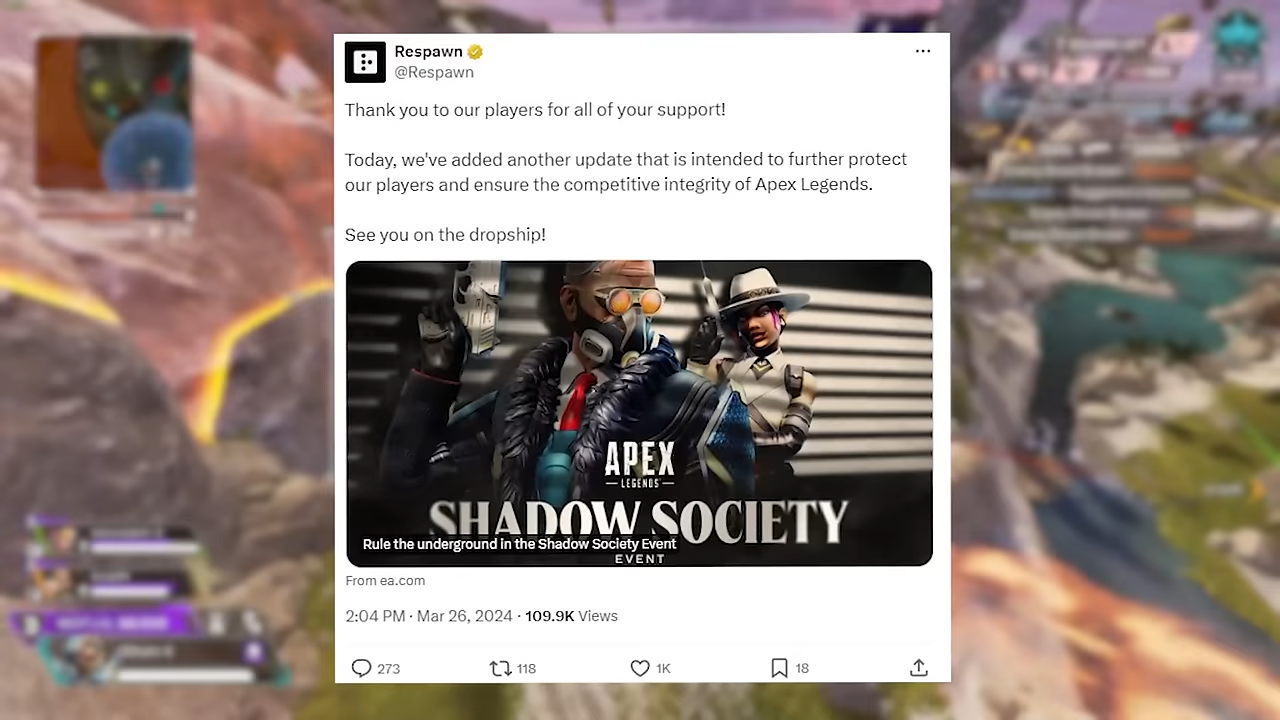 Respawn
@Respawn
Thank you to our players for all of your support!
Today, we've added another update that is intended to further protect
our players and ensure the competitive integrity of Apex Legends.
See you on the dropship!
APEX
LEGENDS
SHADOW SOCIETY
Rule the underground in the Shadow Society Event
EVENT
From ea.com
2:04 PM · Mar 26, 2024 · 109.9K Views
273 118 1K 18